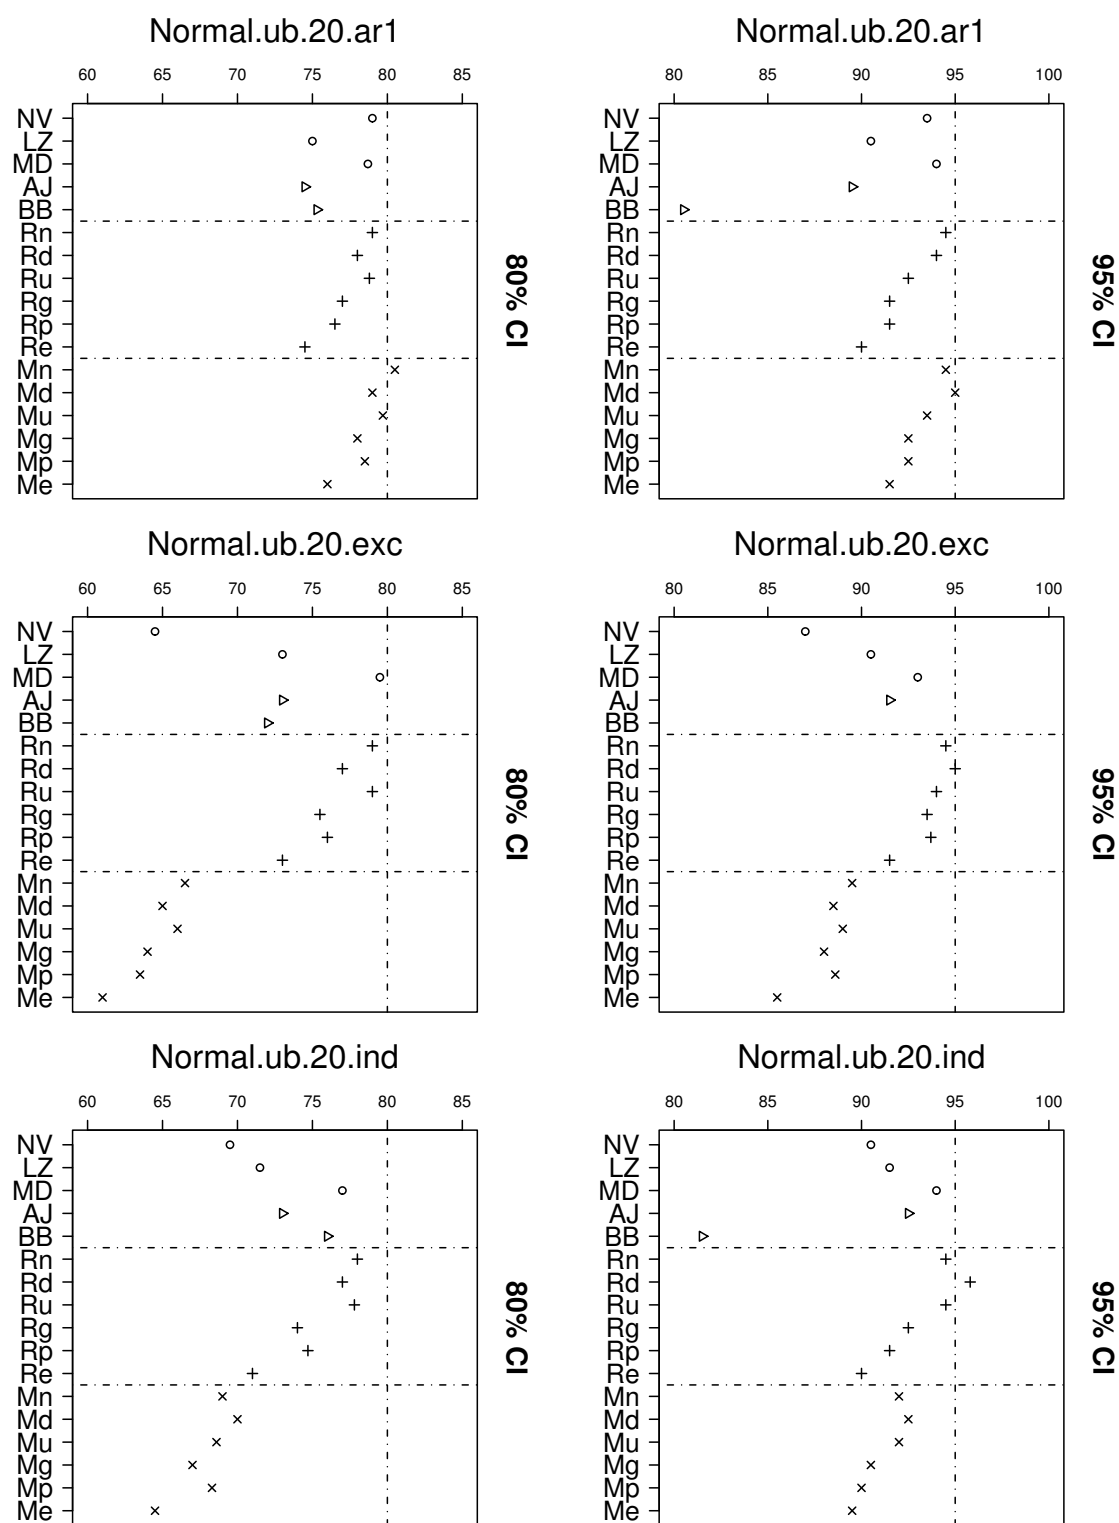 Normal.ub.20.ar1
60 65 70 75 80 85
NV
LZ
MD
AJ
BB
Rn
Rd
Ru
Rg
Rp
Re
Mn
Md
Mu
Mg
Mp
Me
80% CI
Normal.ub.20.ar1
80 85 90 95 100
NV
LZ
MD
AJ
BB
Rn
Rd
Ru
Rg
Rp
Re
Mn
Md
Mu
Mg
Mp
Me
95% CI
Normal.ub.20.exc
60 65 70 75 80 85
NV
LZ
MD
AJ
BB
Rn
Rd
Ru
Rg
Rp
Re
Mn
Md
Mu
Mg
Mp
Me
80% CI
Normal.ub.20.exc
80 85 90 95 100
NV
LZ
MD
AJ
BB
Rn
Rd
Ru
Rg
Rp
Re
Mn
Md
Mu
Mg
Mp
Me
95% CI
Normal.ub.20.ind
60 65 70 75 80 85
NV
LZ
MD
AJ
BB
Rn
Rd
Ru
Rg
Rp
Re
Mn
Md
Mu
Mg
Mp
Me
80% CI
Normal.ub.20.ind
80 85 90 95 100
NV
LZ
MD
AJ
BB
Rn
Rd
Ru
Rg
Rp
Re
Mn
Md
Mu
Mg
Mp
Me
95% CI